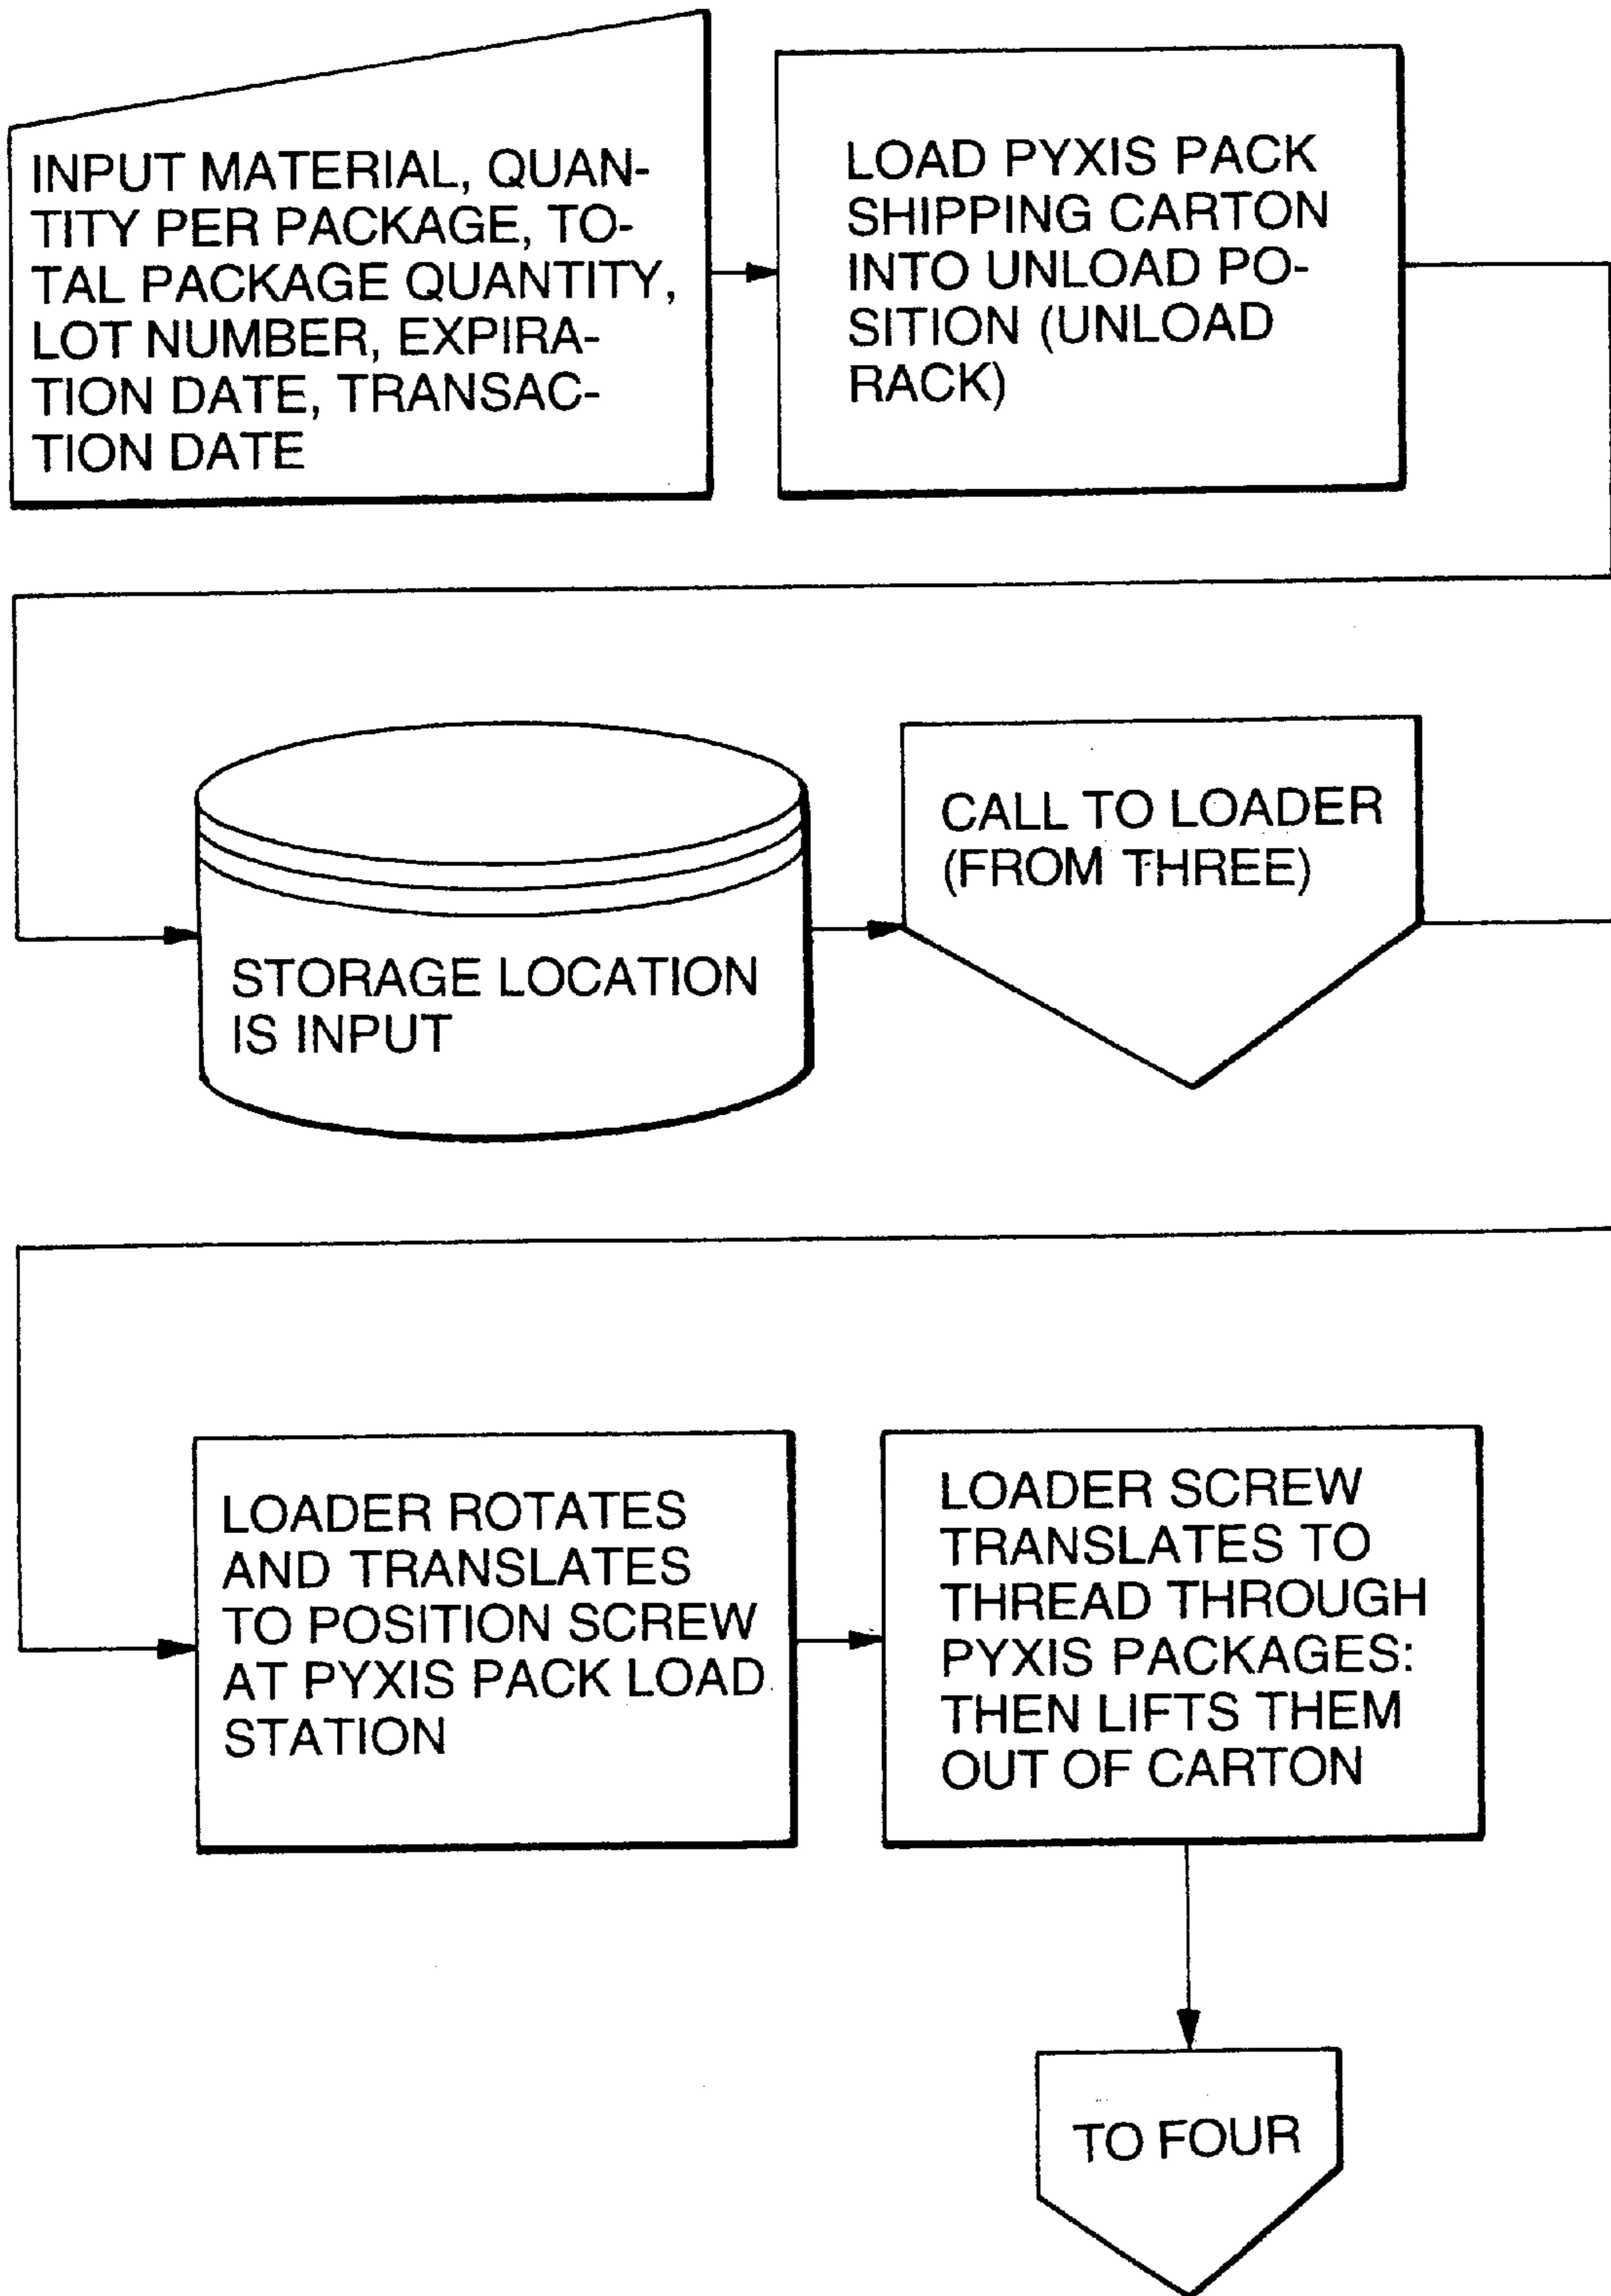 INPUT MATERIAL, QUAN-
TITY PER PACKAGE, TO-
TAL PACKAGE QUANTITY,
LOT NUMBER, EXPIRA-
TION DATE, TRANSAC-
TION DATE
LOAD PYXIS PACK
SHIPPING CARTON
INTO UNLOAD PO-
SITION (UNLOAD
RACK)
STORAGE LOCATION
IS INPUT
CALL TO LOADER
(FROM THREE)
LOADER ROTATES
AND TRANSLATES
TO POSITION SCREW
AT PYXIS PACK LOAD
STATION
LOADER SCREW
TRANSLATES TO
THREAD THROUGH
PYXIS PACKAGES:
THEN LIFTS THEM
OUT OF CARTON
TO FOUR